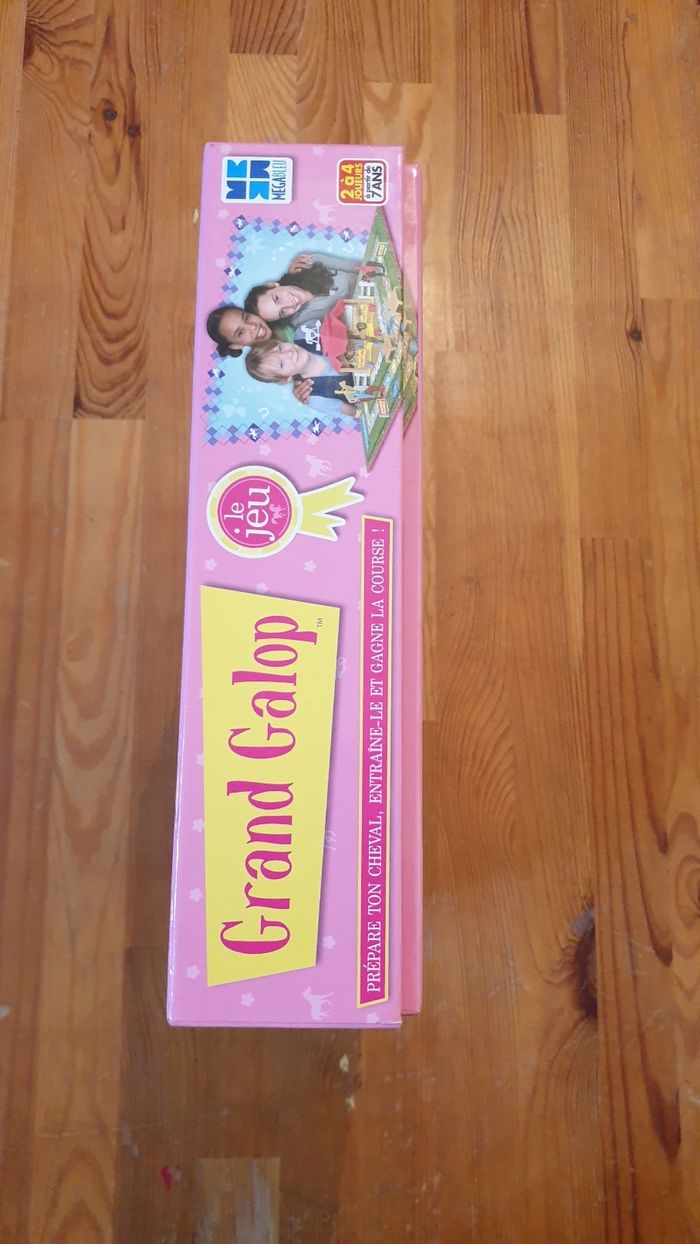 Grand Galop™
le
jeu
PRÉPARE TON CHEVAL, ENTRAÎNE-LE ET GAGNE LA COURSE !
MEGABLEU
2 à 4
JOUEURS
à partir de
7 ANS